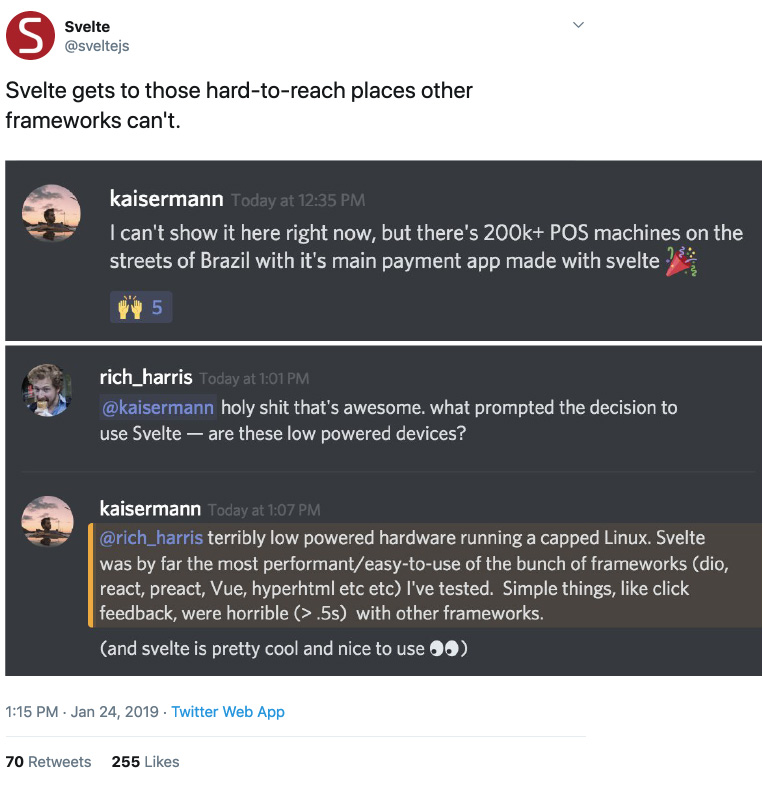 Svelte
@sveltejs
Svelte gets to those hard-to-reach places other
frameworks can't.
kaisermann Today at 12:35 PM
I can't show it here right now, but there's 200k+ POS machines on the
streets of Brazil with it's main payment app made with svelte 🎉
🙌 5
rich_harris Today at 1:01 PM
@kaisermann holy shit that's awesome. what prompted the decision to
use Svelte — are these low powered devices?
kaisermann Today at 1:07 PM
@rich_harris terribly low powered hardware running a capped Linux. Svelte
was by far the most performant/easy-to-use of the bunch of frameworks (dio,
react, preact, Vue, hyperhtml etc etc) I've tested.  Simple things, like click
feedback, were horrible (> .5s)  with other frameworks.
(and svelte is pretty cool and nice to use 👀)
1:15 PM · Jan 24, 2019 · Twitter Web App
70 Retweets 255 Likes